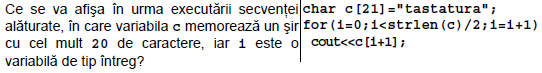 Ce se va afişa în urma executării secvenţei
alăturate, în care variabila c memorează un şir
cu cel mult 20 de caractere, iar i este o
variabilă de tip întreg?
char c[21]="tastatura";
for(i=0;i<strlen(c)/2;i=i+1)
cout<<c[i+1];